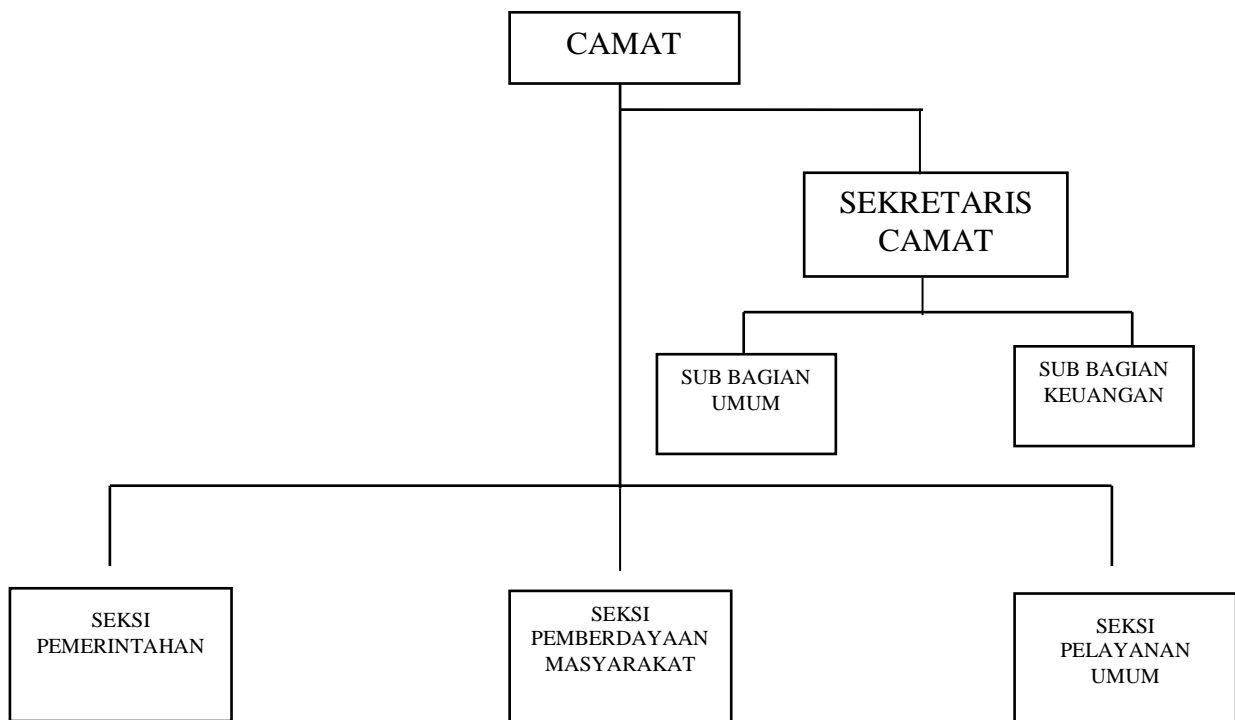 CAMAT
SEKRETARIS
CAMAT
SUB BAGIAN
UMUM
SUB BAGIAN
KEUANGAN
SEKSI
PEMERINTAHAN
SEKSI
PEMBERDAYAAN
MASYARAKAT
SEKSI
PELAYANAN
UMUM